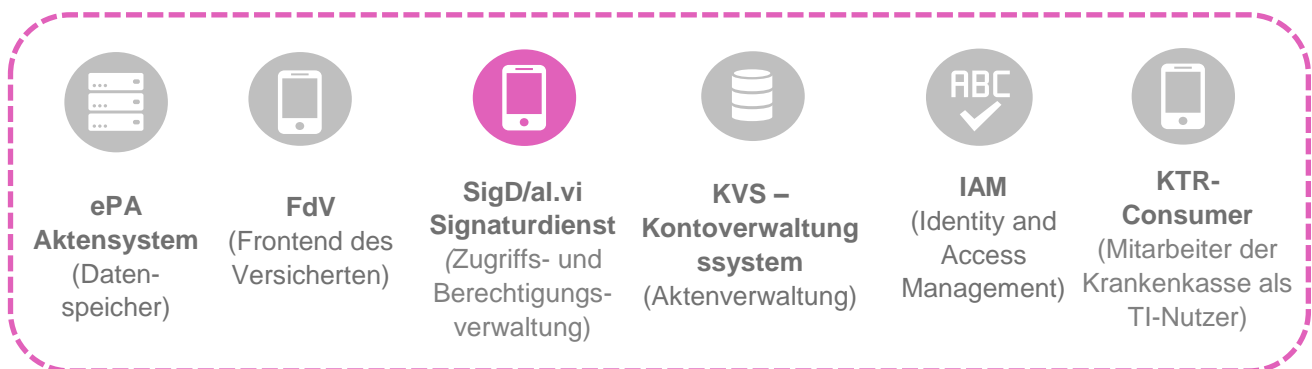 ePA
Aktensystem
(Daten-
speicher)
FdV
(Frontend des
Versicherten)
SigD/al.vi
Signaturdienst
(Zugriffs- und
Berechtigungs-
verwaltung)
KVS –
Kontoverwaltung
ssystem
(Aktenverwaltung)
ABC
IAM
(Identity and
Access
Management)
KTR-
Consumer
(Mitarbeiter der
Krankenkasse als
TI-Nutzer)